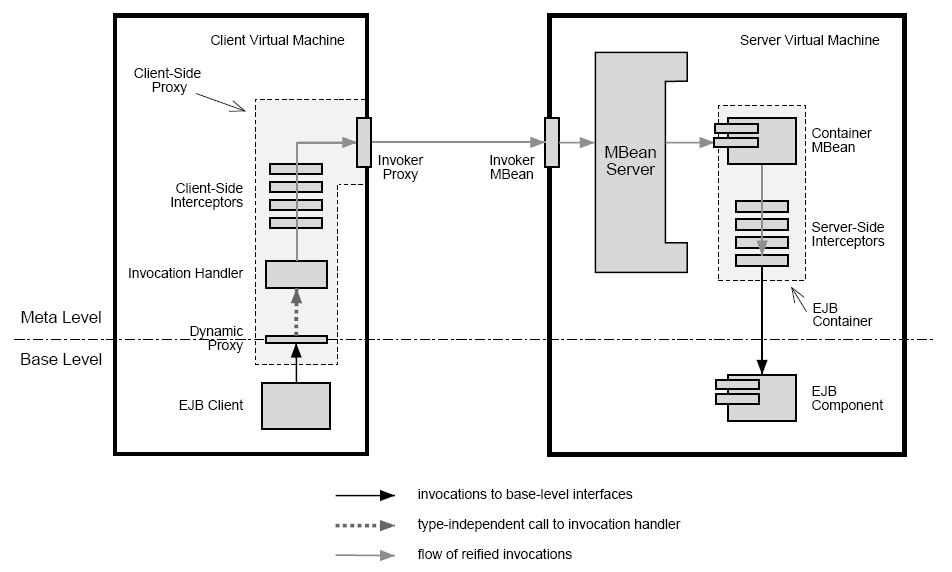 Client Virtual Machine
Server Virtual Machine
Client-Side
Proxy
Invoker
Proxy
Invoker
MBean
MBean
Server
Container
MBean
Client-Side
Interceptors
Server-Side
Interceptors
Invocation Handler
EJB
Container
Meta Level
Dynamic
Proxy
Base Level
EJB Client
EJB
Component
invocations to base-level interfaces
type-independent call to invocation handler
flow of reified invocations